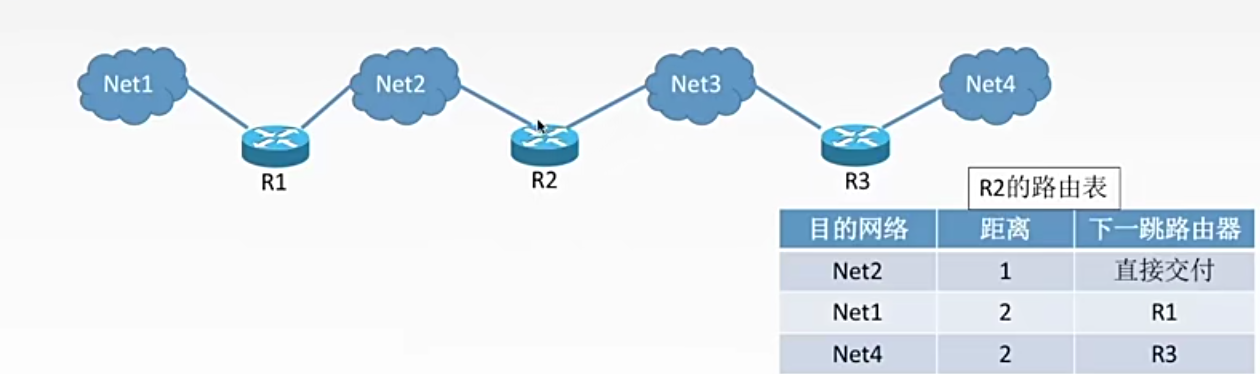 Net1 Net2 Net3 Net4
R1 R2 R3
R2的路由表
目的网络 距离 下一跳路由器
Net2 1 直接交付
Net1 2 R1
Net4 2 R3